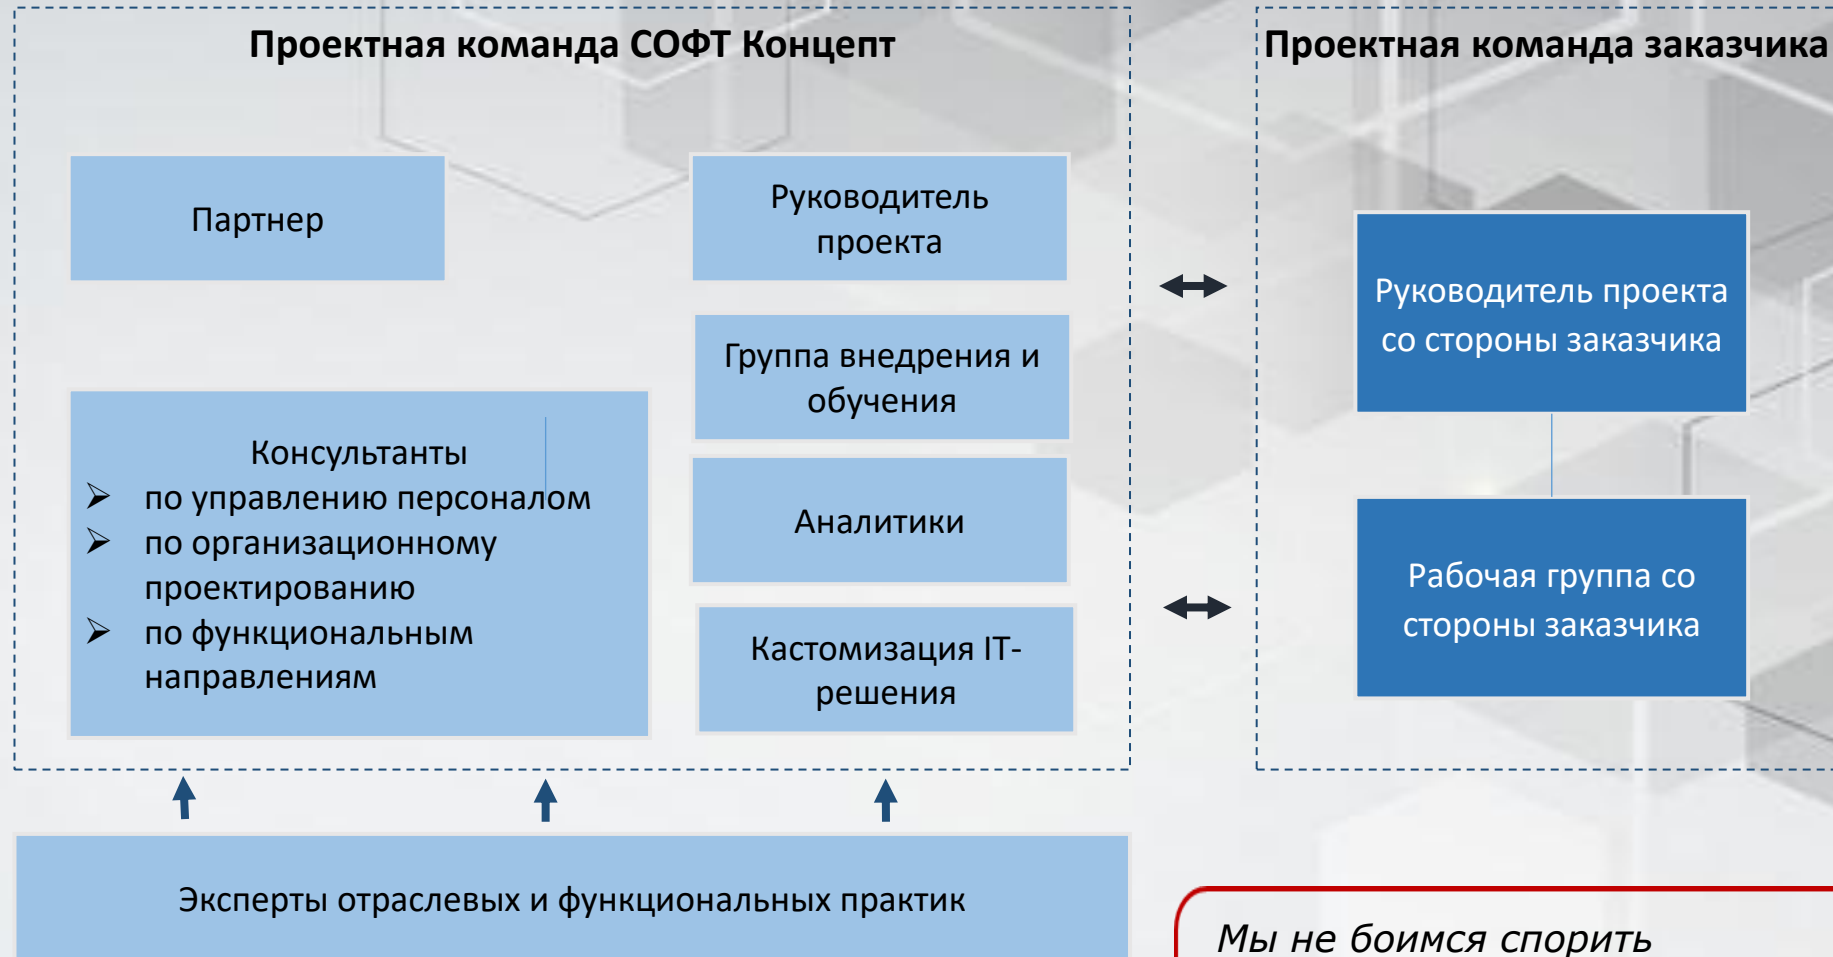 Проектная команда СОФТ Концепт
Проектная команда заказчика
Партнер
Руководитель
проекта
Группа внедрения и
обучения
Консультанты
➢ по управлению персоналом
➢ по организационному
проектированию
➢ по функциональным
направлениям
Аналитики
Кастомизация IT-
решения
Руководитель проекта
со стороны заказчика
Рабочая группа со
стороны заказчика
Эксперты отраслевых и функциональных практик
Мы не боимся спорить